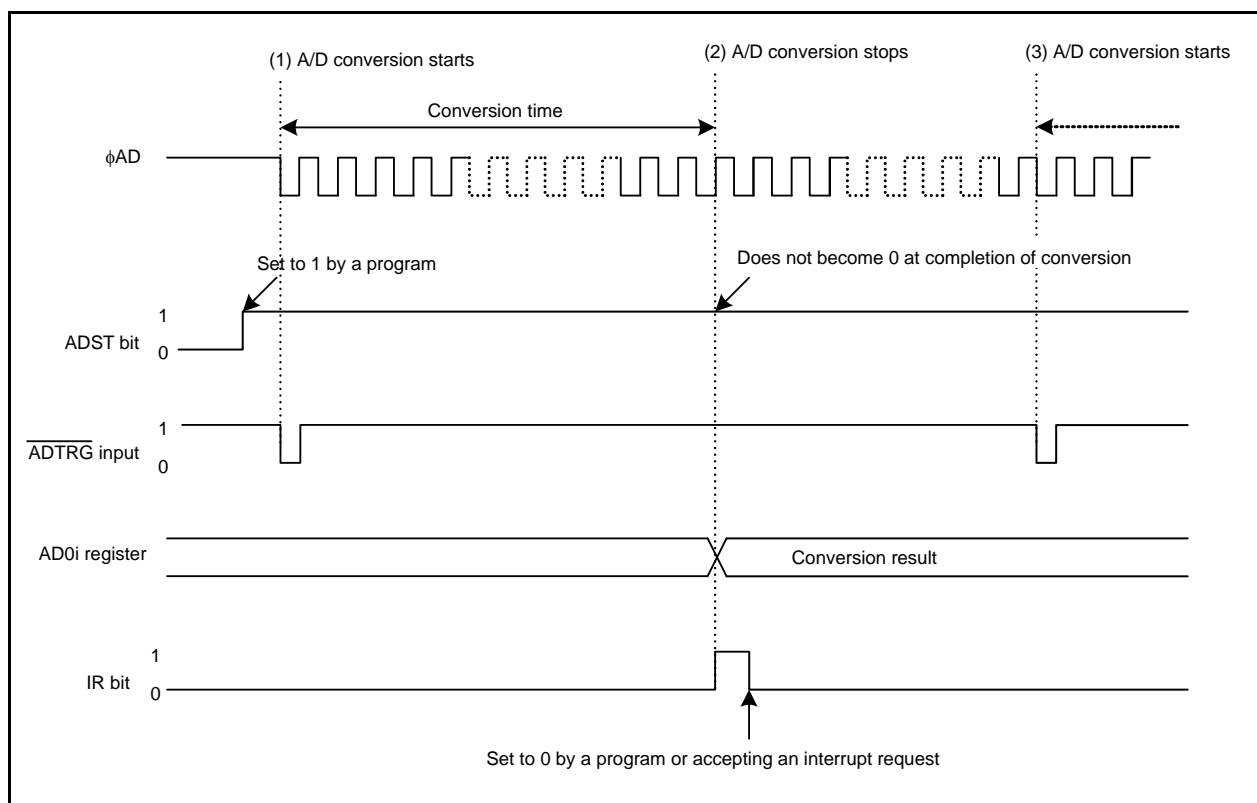 (1) A/D conversion starts
(2) A/D conversion stops
(3) A/D conversion starts
Conversion time
ϕAD
Set to 1 by a program
Does not become 0 at completion of conversion
1
ADST bit
0
1
ADTRG input
0
AD0i register
Conversion result
1
IR bit
0
Set to 0 by a program or accepting an interrupt request